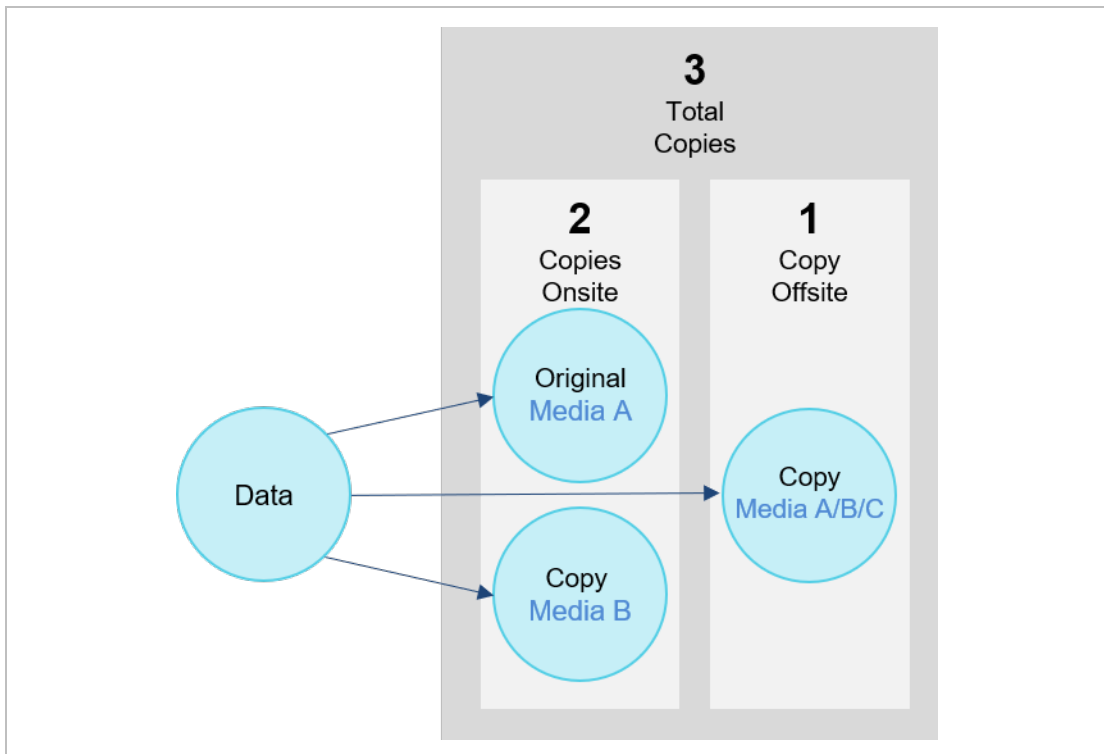 3
Total
Copies
2
Copies
Onsite
1
Copy
Offsite
Original
Media A
Data
Copy
Media A/B/C
Copy
Media B